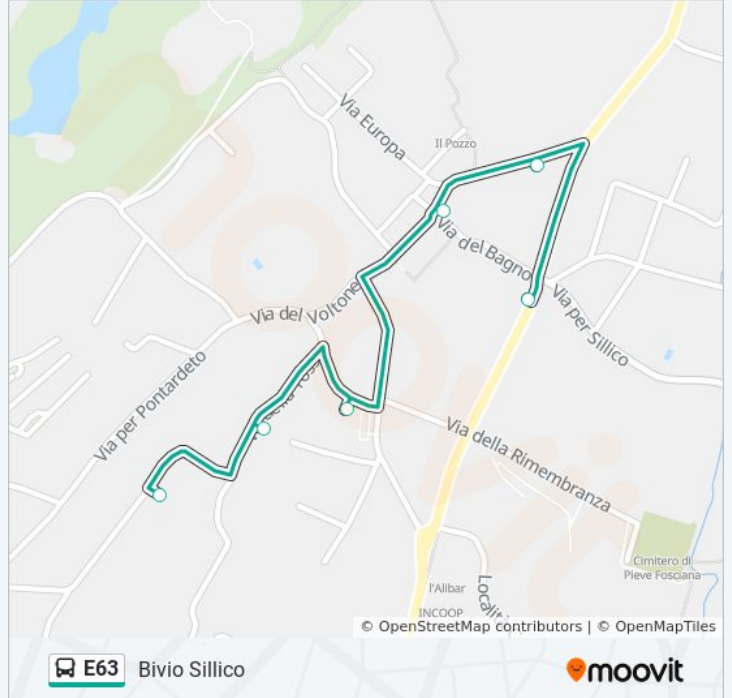 Via Europa
Il Pozzo
Via del Bagno
Via per Sillico
Via del Voltone
Via per Pontardeto
Via della Rimembranza
Cimitero di
Pieve Fosciana
l'Alibar
INCOOP
© OpenStreetMap contributors | © OpenMapTiles
E63 Bivio Sillico
moovit